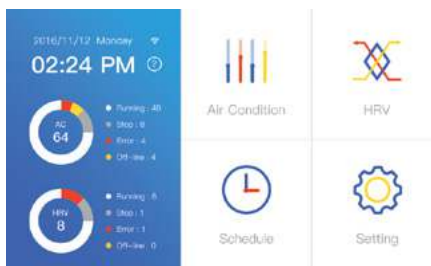 2016/11/12 Monday
02:24 PM ?
AC
64
Running : 48
Stop : 8
Error : 4
Off-line : 4
HRV
8
Running : 6
Stop : 1
Error : 1
Off-line : 0
Air Condition
HRV
Schedule
Setting